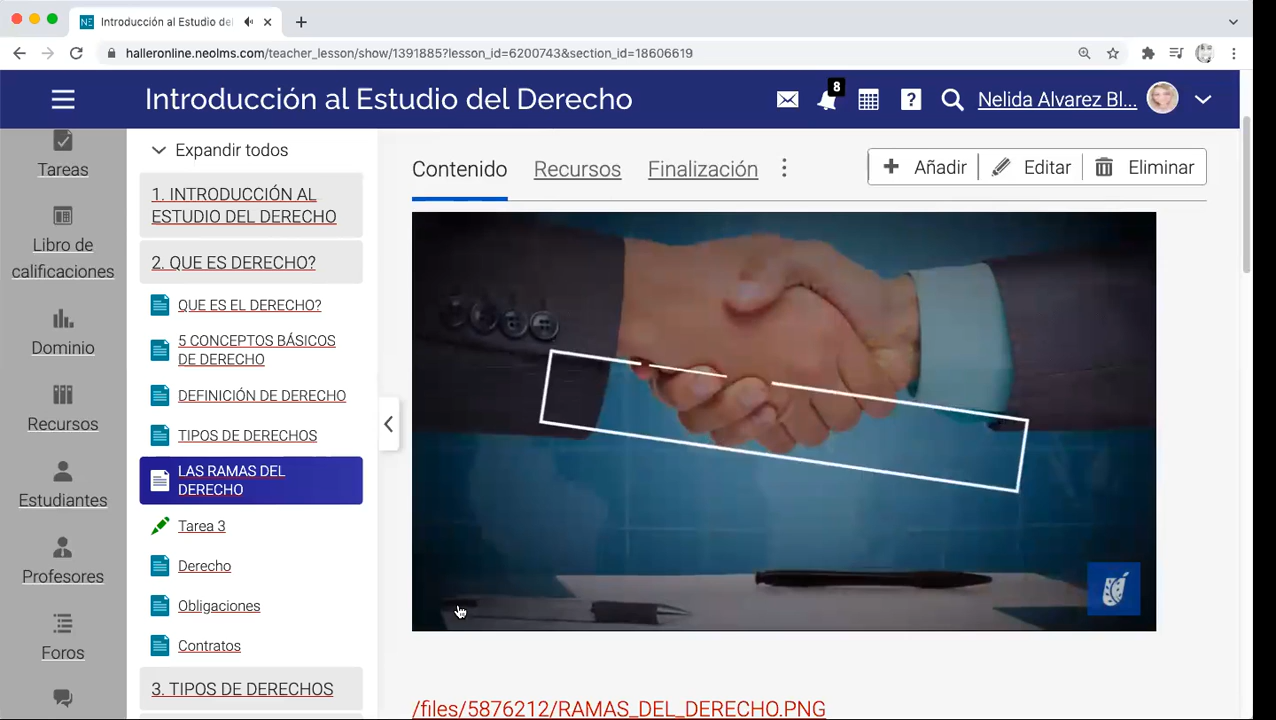 Introducción al Estudio del
halleronline.neolms.com/teacher_lesson/show/1391885?lesson_id=6200743&section_id=18606619
Introducción al Estudio del Derecho
8
Nelida Alvarez Bl...
Tareas
Libro de
calificaciones
Dominio
Recursos
Estudiantes
Profesores
Foros
Expandir todos
1. INTRODUCCIÓN AL
ESTUDIO DEL DERECHO
2. QUE ES DERECHO?
QUE ES EL DERECHO?
5 CONCEPTOS BÁSICOS
DE DERECHO
DEFINICIÓN DE DERECHO
TIPOS DE DERECHOS
LAS RAMAS DEL
DERECHO
Tarea 3
Derecho
Obligaciones
Contratos
3. TIPOS DE DERECHOS
Contenido
Recursos
Finalización
Añadir
Editar
Eliminar
/files/5876212/RAMAS_DEL_DERECHO.PNG